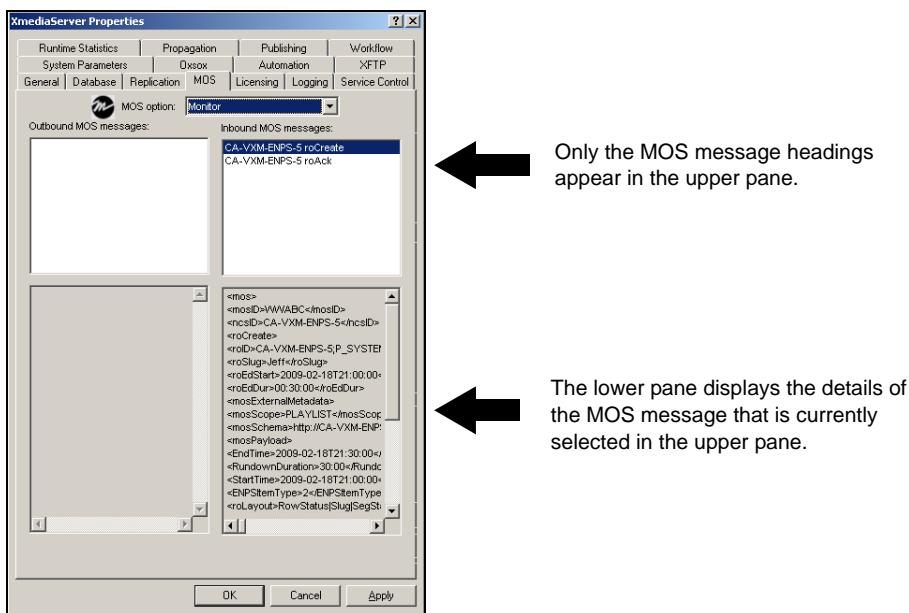 XmediaServer Properties
Runtime Statistics Propagation Publishing Workflow
System Parameters Oxsox Automation XFTP
General Database Replication MOS Licensing Logging Service Control
MOS option: Monitor
Outbound MOS messages:
Inbound MOS messages:
CA-VXM-ENPS-5 roCreate
CA-VXM-ENPS-5 roAck
Only the MOS message headings
appear in the upper pane.
<mos>
<mosID>WVVABC</mosID>
<ncsID>CA-VXM-ENPS-5</ncsID>
<roCreate>
<roID>CA-VXM-ENPS-5;P_SYSTEM
<roSlug>Jeff</roSlug>
<roEdStart>2009-02-18T21:00:00<
<roEdDur>00:30:00</roEdDur>
<mosExternalMetadata>
<mosScope>PLAYLIST</mosScop
<mosSchema>http://CA-VXM-ENP
<mosPayload>
<EndTime>2009-02-18T21:30:00</
<RundownDuration>30:00</Rundc
<StartTime>2009-02-18T21:00:00<
<ENPSItemType>2</ENPSItemType
<roLayout>RowStatus|Slug|SegSt
The lower pane displays the details of
the MOS message that is currently
selected in the upper pane.
OK Cancel Apply